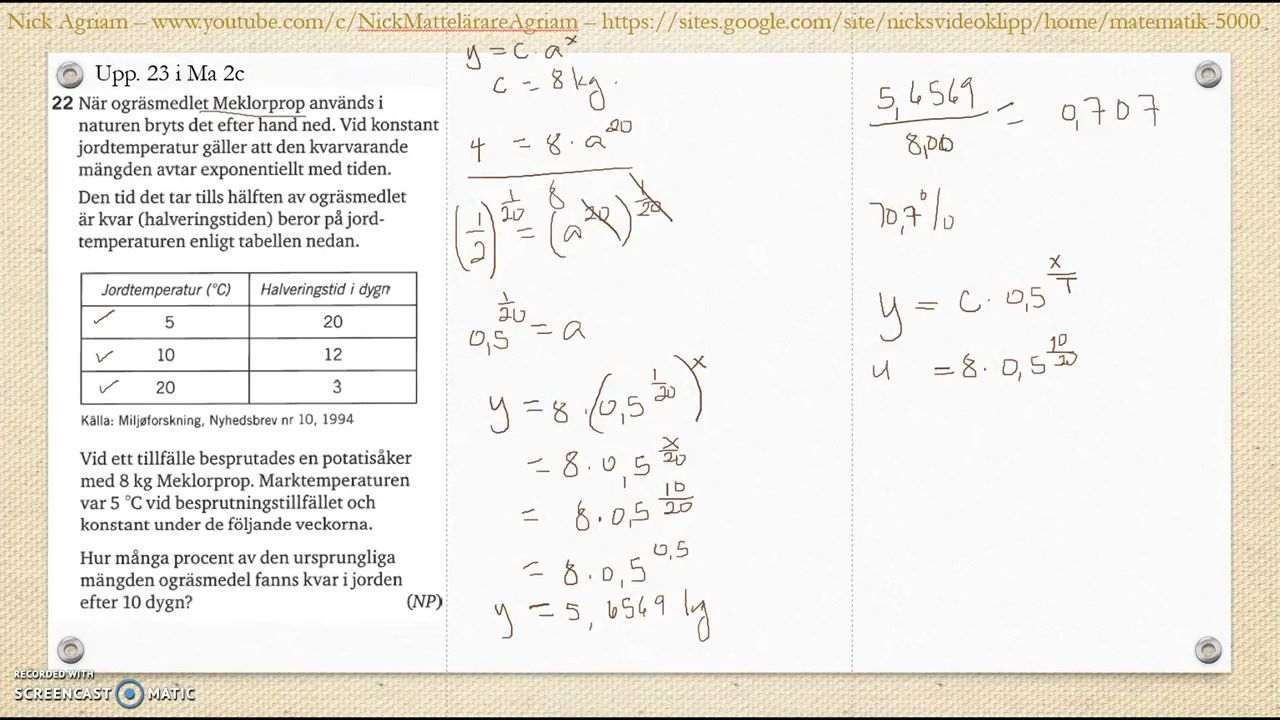 Nick Agriam – www.youtube.com/c/NickMattelärareAgriam – https://sites.google.com/site/nicksvideoklipp/home/matematik-5000
Upp. 23 i Ma 2c
22 När ogräsmedlet Meklorprop används i
naturen bryts det efter hand ned. Vid konstant
jordtemperatur gäller att den kvarvarande
mängden avtar exponentiellt med tiden.
Den tid det tar tills hälften av ogräsmedlet
är kvar (halveringstiden) beror på jord-
temperaturen enligt tabellen nedan.
Jordtemperatur (°C) Halveringstid i dygn
5 20
10 12
20 3
Källa: Miljøforskning, Nyhedsbrev nr 10, 1994
Vid ett tillfälle besprutades en potatisåker
med 8 kg Meklorprop. Marktemperaturen
var 5 °C vid besprutningstillfället och
konstant under de följande veckorna.
Hur många procent av den ursprungliga
mängden ogräsmedel fanns kvar i jorden
efter 10 dygn? (NP)
y = C · a^x
C = 8 kg.
4 = 8 · a^20
8
(1/2)^(1/20) = (a^20)^(1/20)
0,5^(1/20) = a
y = 8 · (0,5^(1/20))^x
= 8 · 0,5^(x/20)
= 8 · 0,5^(10/20)
= 8 · 0,5^0,5
y = 5,6569 kg
5,6569/8,00 = 0,707
70,7%
y = C · 0,5^(x/T)
= 8 · 0,5^(10/20)
RECORDED WITH
SCREENCAST MATIC